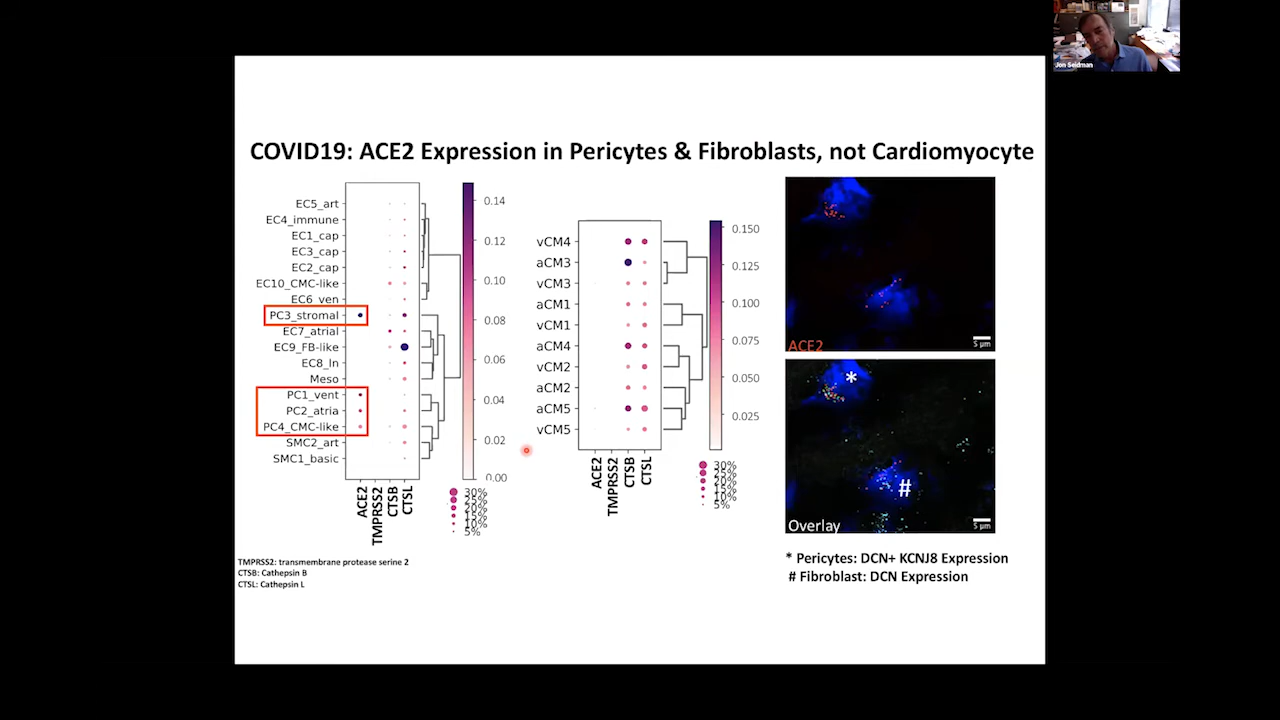 Jon Seidman
COVID19: ACE2 Expression in Pericytes & Fibroblasts, not Cardiomyocyte
EC5_art
EC4_immune
EC1_cap
EC3_cap
EC2_cap
EC10_CMC-like
EC6_ven
PC3_stromal
EC7_atrial
EC9_FB-like
EC8_ln
Meso
PC1_vent
PC2_atria
PC4_CMC-like
SMC2_art
SMC1_basic
ACE2
TMPRSS2
CTSB
CTSL
0.14
0.12
0.10
0.08
0.06
0.04
0.02
0.00
30%
25%
20%
15%
10%
5%
vCM4
aCM3
vCM3
aCM1
vCM1
aCM4
vCM2
aCM2
aCM5
vCM5
ACE2
TMPRSS2
CTSB
CTSL
0.150
0.125
0.100
0.075
0.050
0.025
30%
25%
20%
15%
10%
5%
ACE2
5 µm
*
#
Overlay
5 µm
* Pericytes: DCN+ KCNJ8 Expression
# Fibroblast: DCN Expression
TMPRSS2: transmembrane protease serine 2
CTSB: Cathepsin B
CTSL: Cathepsin L